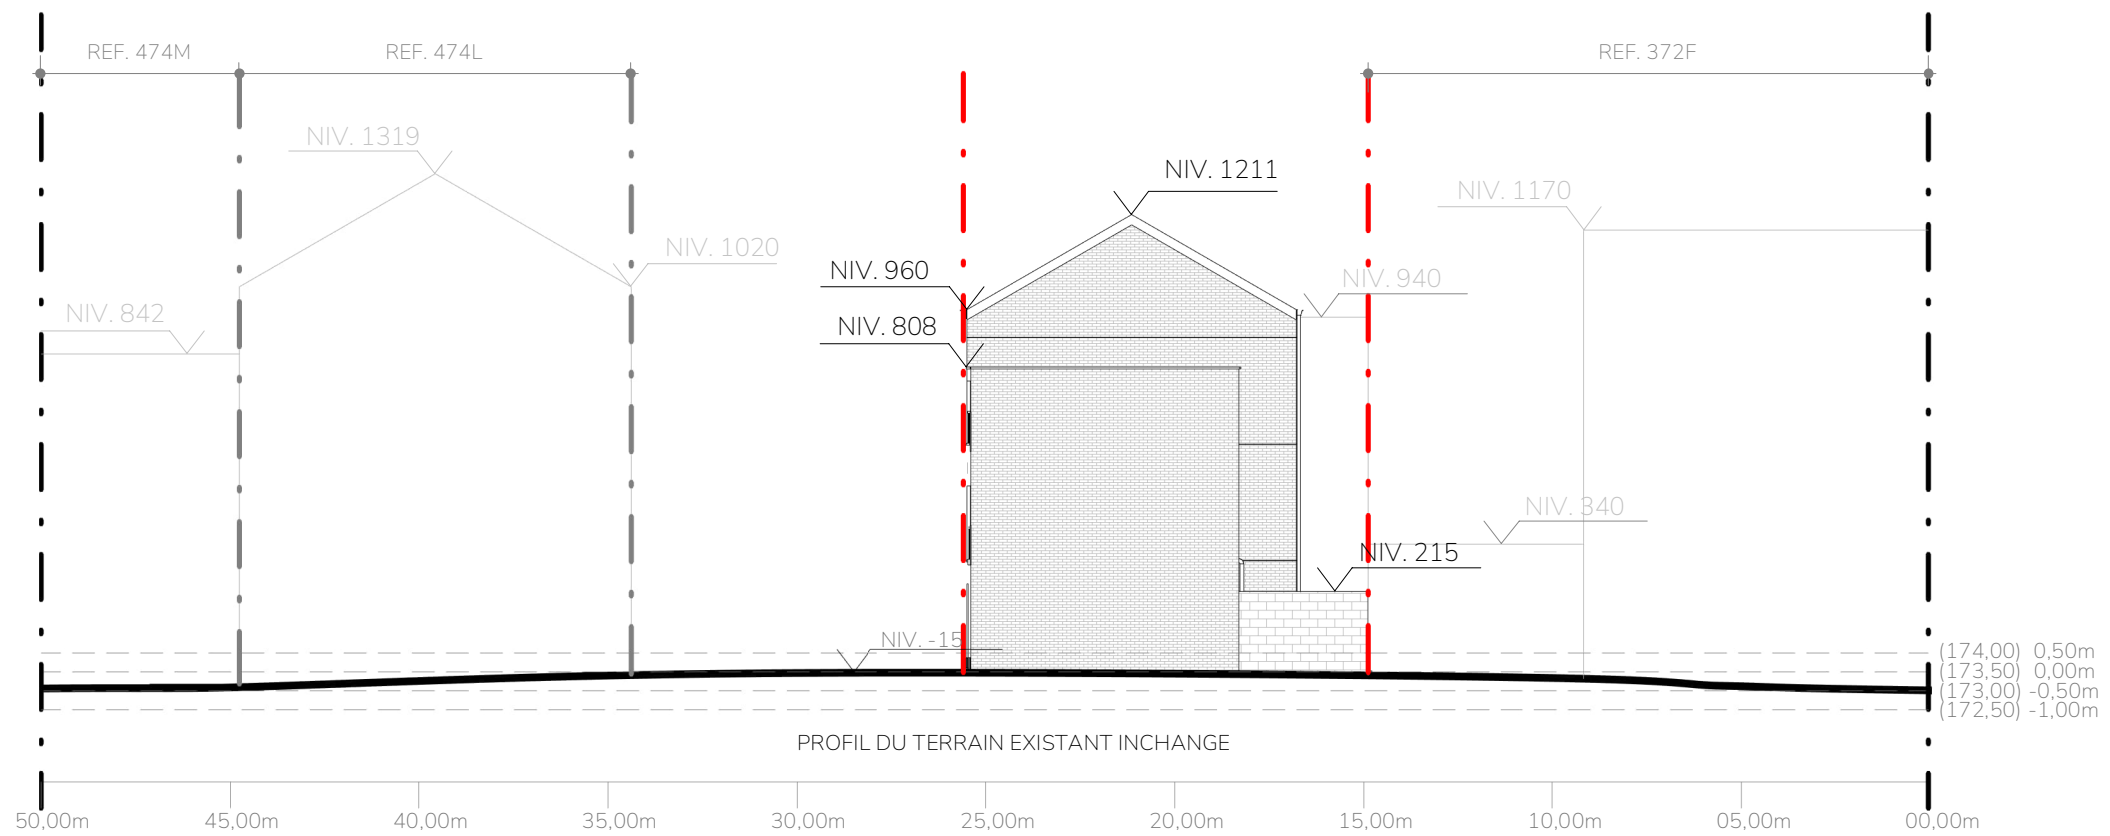 REF. 474M
REF. 474L
REF. 372F
NIV. 1319
NIV. 1211
NIV. 1170
NIV. 1020
NIV. 960
NIV. 940
NIV. 842
NIV. 808
NIV. 340
NIV. 215
NIV. -15
(174,00) 0,50m
(173,50) 0,00m
(173,00) -0,50m
(172,50) -1,00m
PROFIL DU TERRAIN EXISTANT INCHANGE
50,00m 45,00m 40,00m 35,00m 30,00m 25,00m 20,00m 15,00m 10,00m 05,00m 00,00m